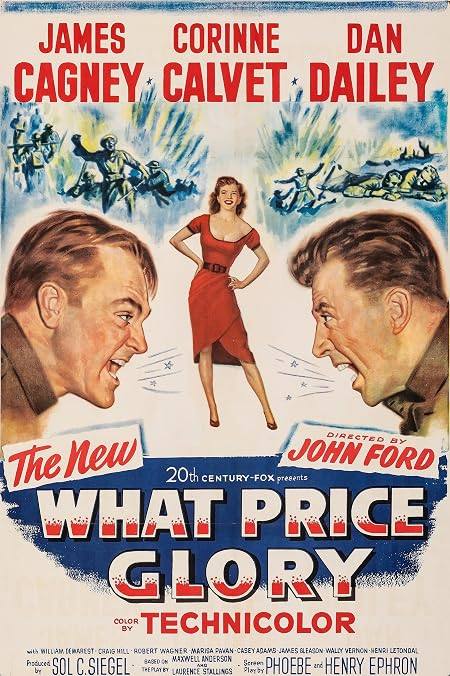 JAMES CORINNE DAN
CAGNEY · CALVET · DAILEY
The New
DIRECTED BY
JOHN FORD
20th CENTURY-FOX presents
WHAT PRICE
GLORY
COLOR BY TECHNICOLOR
with WILLIAM DEMAREST · CRAIG HILL · ROBERT WAGNER · MARISA PAVAN · CASEY ADAMS · JAMES GLEASON · WALLY VERNON · HENRI LETONDAL
Produced by SOL C. SIEGEL BASED ON THE PLAY BY MAXWELL ANDERSON AND LAURENCE STALLINGS Screen Play by PHOEBE and HENRY EPHRON